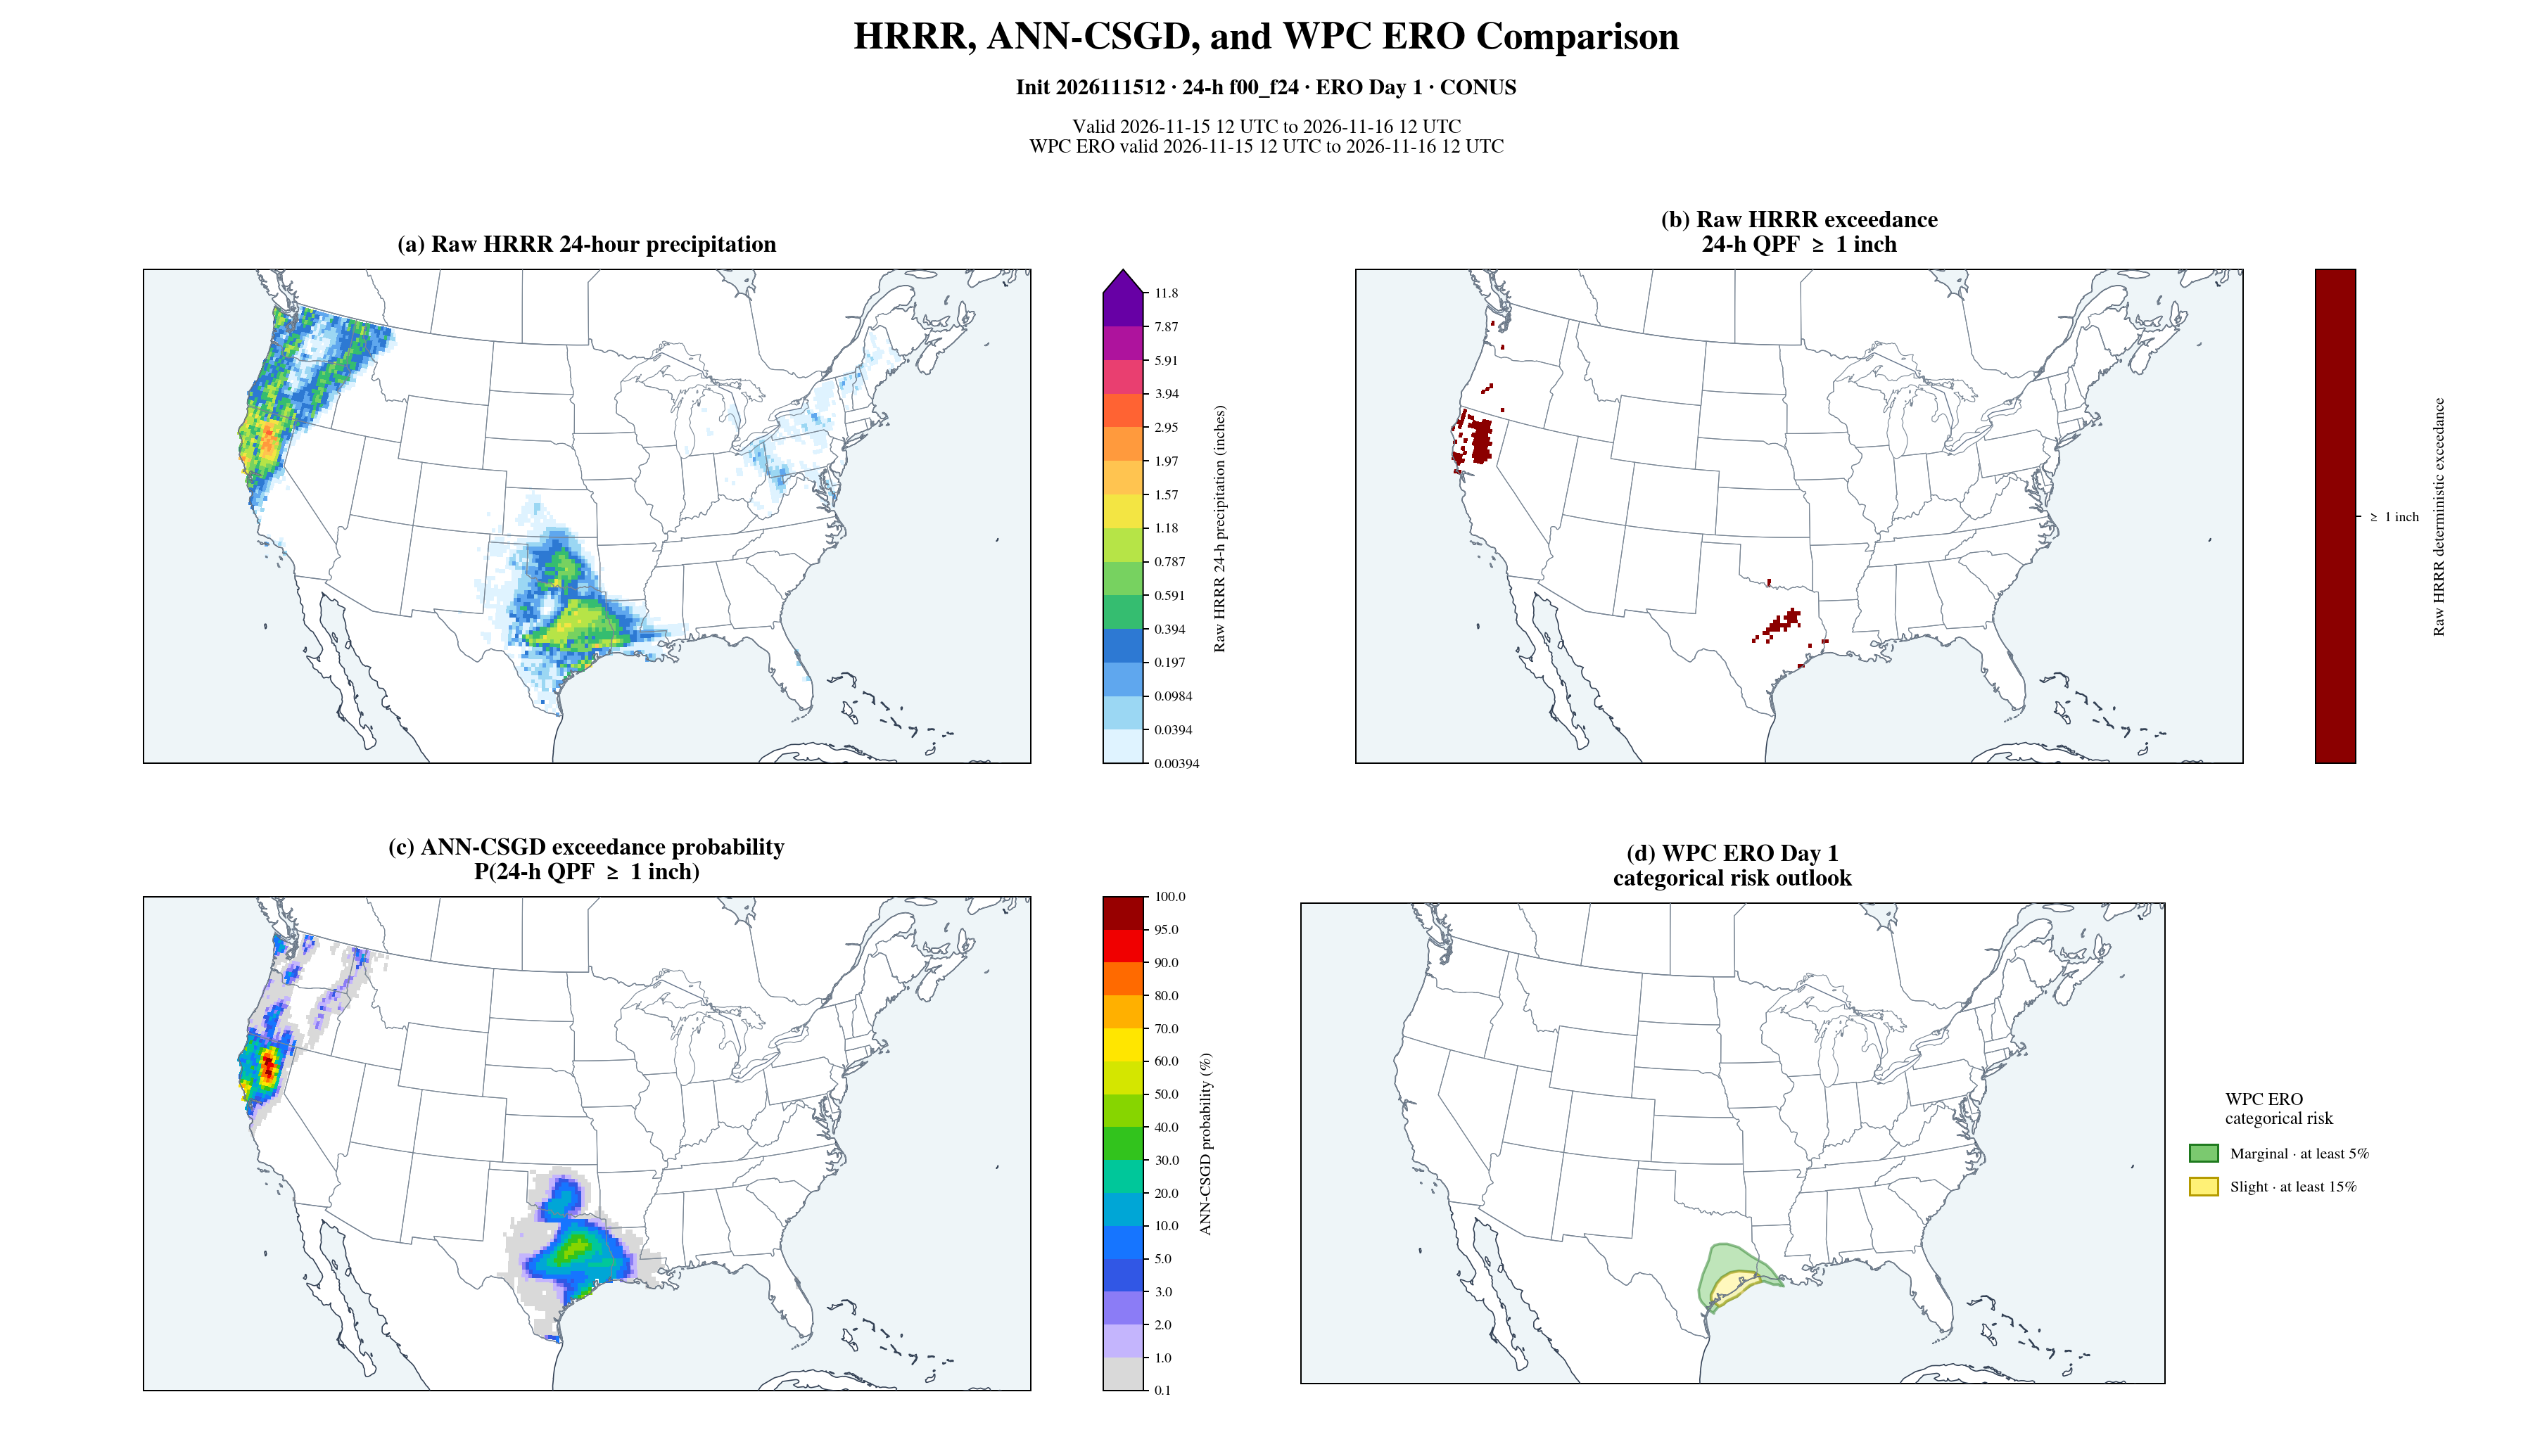 HRRR, ANN-CSGD, and WPC ERO Comparison
Init 2026111512 · 24-h f00_f24 · ERO Day 1 · CONUS
Valid 2026-11-15 12 UTC to 2026-11-16 12 UTC
WPC ERO valid 2026-11-15 12 UTC to 2026-11-16 12 UTC
(a) Raw HRRR 24-hour precipitation
11.8
7.87
5.91
4.94
2.95
1.97
1.57
1.18
0.787
0.591
0.394
0.197
0.0984
0.0394
0.00394
Raw HRRR 24-h precipitation (inches)
(b) Raw HRRR exceedance
24-h QPF ≥ 1 inch
≥ 1 inch
Raw HRRR deterministic exceedance
(c) ANN-CSGD exceedance probability
P(24-h QPF ≥ 1 inch)
100.0
95.0
90.0
80.0
70.0
60.0
50.0
40.0
30.0
20.0
10.0
5.0
3.0
2.0
1.0
0.1
ANN-CSGD probability (%)
(d) WPC ERO Day 1
categorical risk outlook
WPC ERO
categorical risk
Marginal · at least 5%
Slight · at least 15%